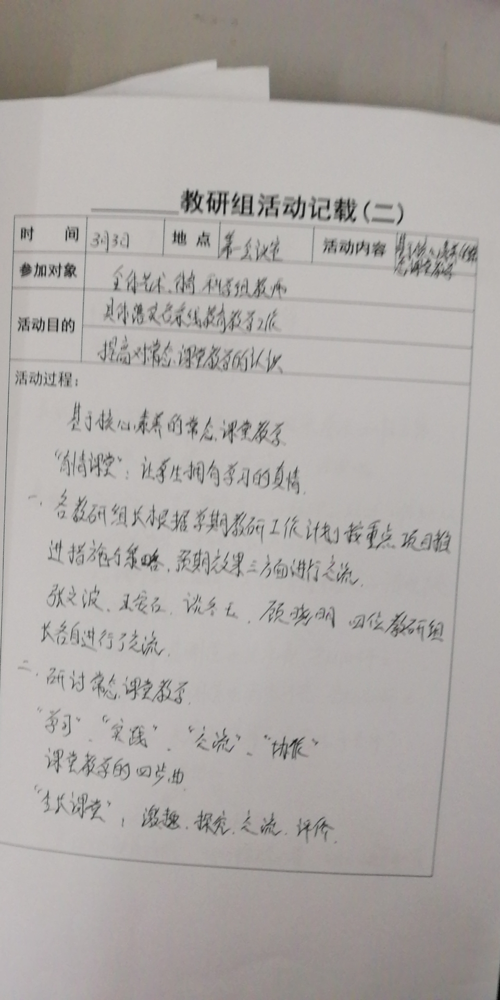 教研组活动记载(二)
时 间 3月3日 地 点 第一会议室 活动内容 基于核心素养的常
态课堂教学
参加对象 全体艺术、体育、科学组教师
活动目的 具体落实各条线教育教学工作
提高对常态课堂教学的认识
活动过程:
基于核心素养的常态课堂教学
“有情课堂”:让学生拥有学习的真情.
一、各教研组长根据学期教研工作计划按重点项目推
进措施与策略、预期效果三方面进行交流.
张文波、王安石、谈冬玉、顾晓明 四位教研组
长各自进行了交流.
二、研讨常态课堂教学.
“学习”、“实践”、“交流”、“协作”
课堂教学的四步曲.
“生长课堂”:激趣、探究、交流、评价.